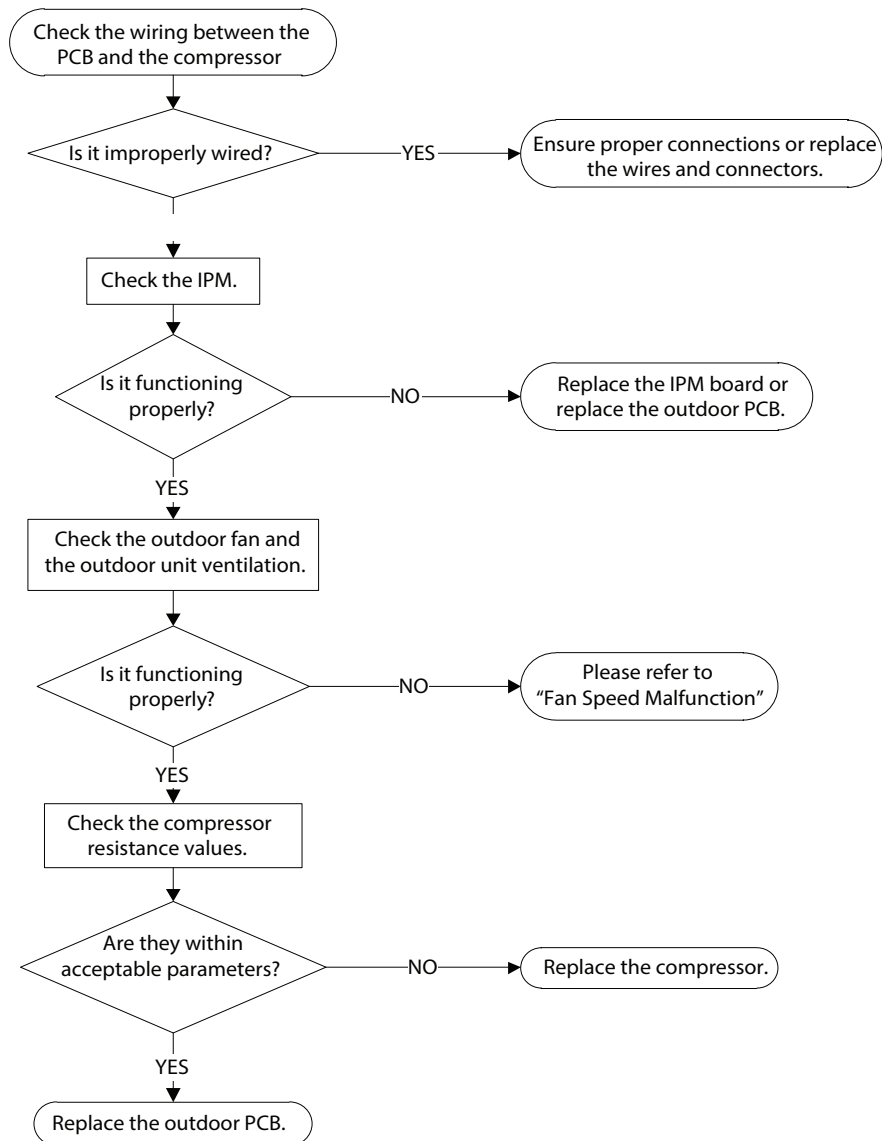 Check the wiring between the
PCB and the compressor
Is it improperly wired?
YES
Ensure proper connections or replace
the wires and connectors.
Check the IPM.
Is it functioning
properly?
NO
Replace the IPM board or
replace the outdoor PCB.
YES
Check the outdoor fan and
the outdoor unit ventilation.
Is it functioning
properly?
NO
Please refer to
“Fan Speed Malfunction”
YES
Check the compressor
resistance values.
Are they within
acceptable parameters?
NO
Replace the compressor.
YES
Replace the outdoor PCB.